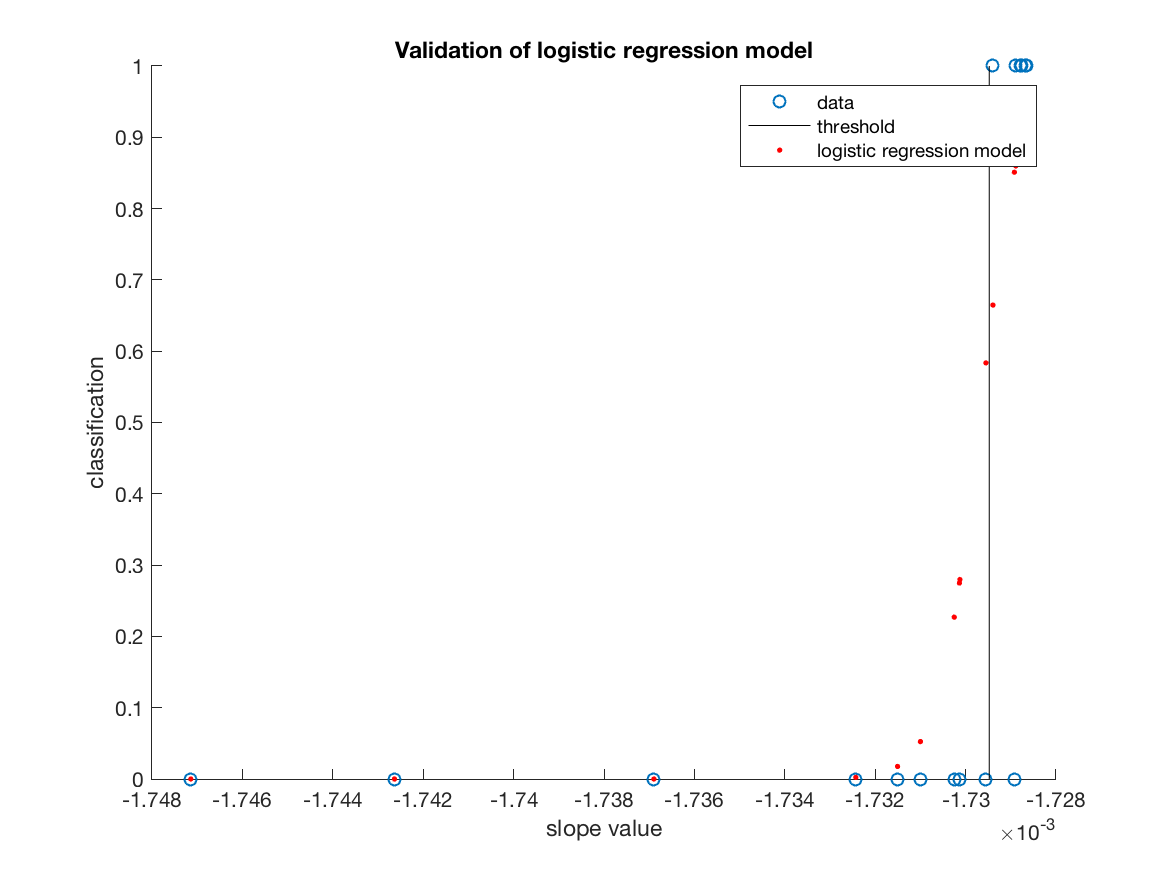 Validation of logistic regression model
1
0.9
0.8
0.7
0.6
0.5
0.4
0.3
0.2
0.1
0
classification
data
threshold
logistic regression model
-1.748 -1.746 -1.744 -1.742 -1.74 -1.738 -1.736 -1.734 -1.732 -1.73 -1.728
slope value
×10-3